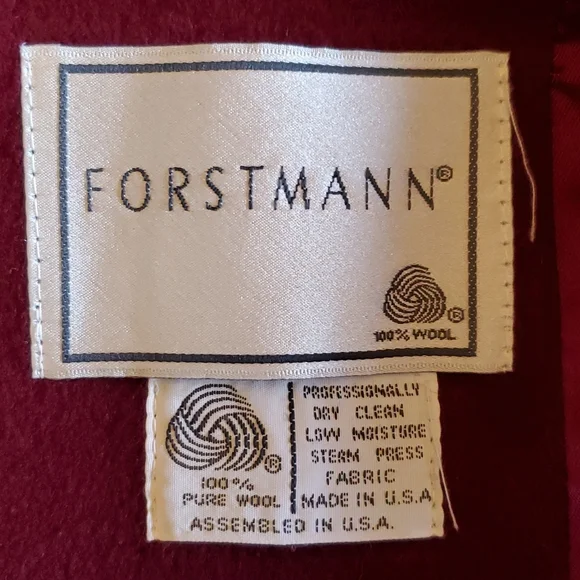 FORSTMANN®
®
100% WOOL
®
100%
PURE WOOL
PROFESSIONALLY
DRY CLEAN
LOW MOISTURE
STEAM PRESS
FABRIC
MADE IN U.S.A
ASSEMBLED IN U.S.A.